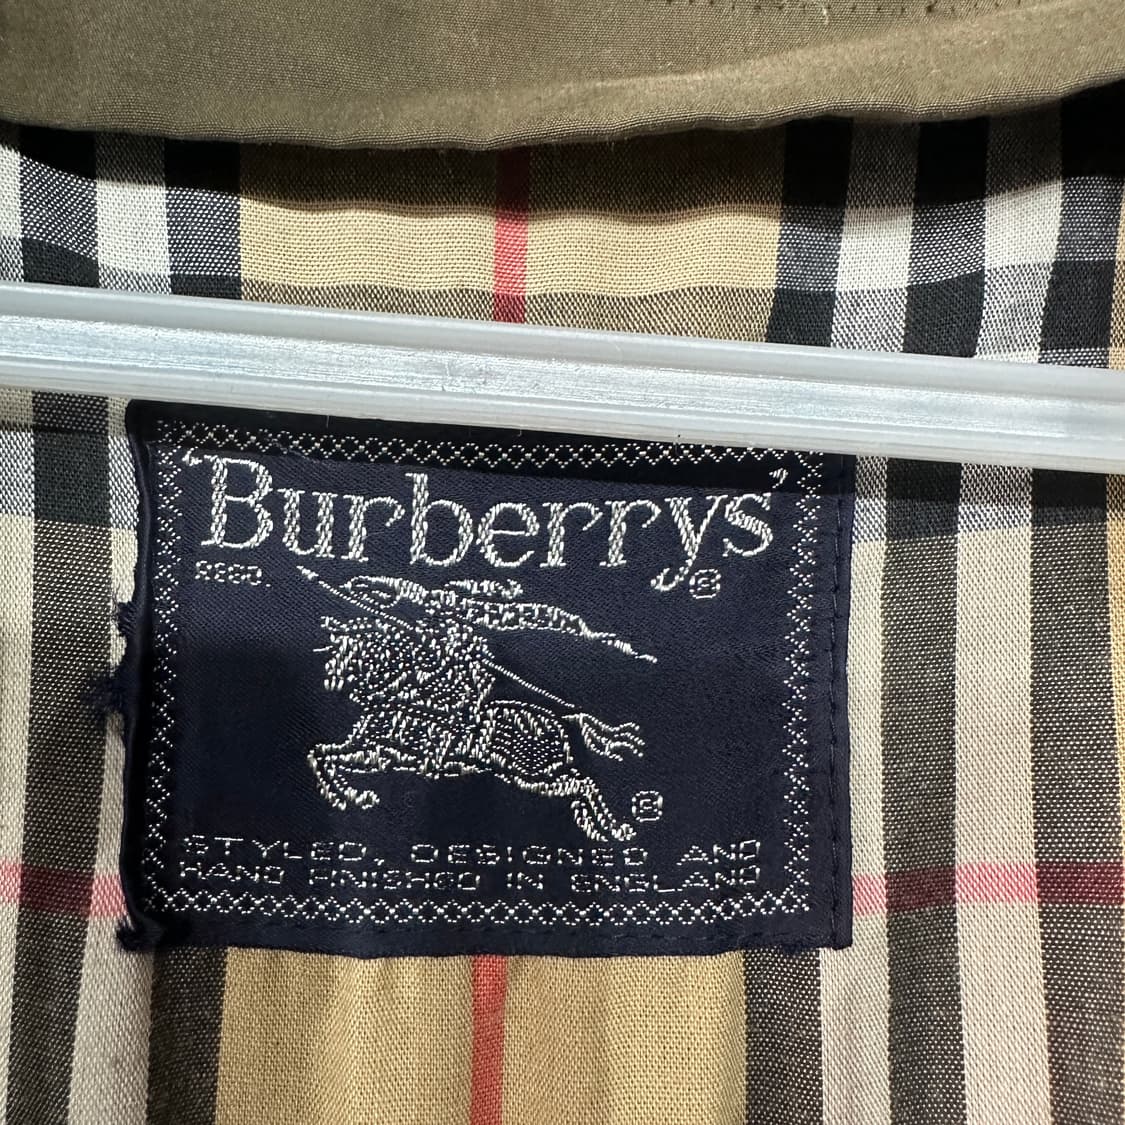 'Burberrys'®
REGD.
®
STYLED, DESIGNED AND
HAND FINISHED IN ENGLAND